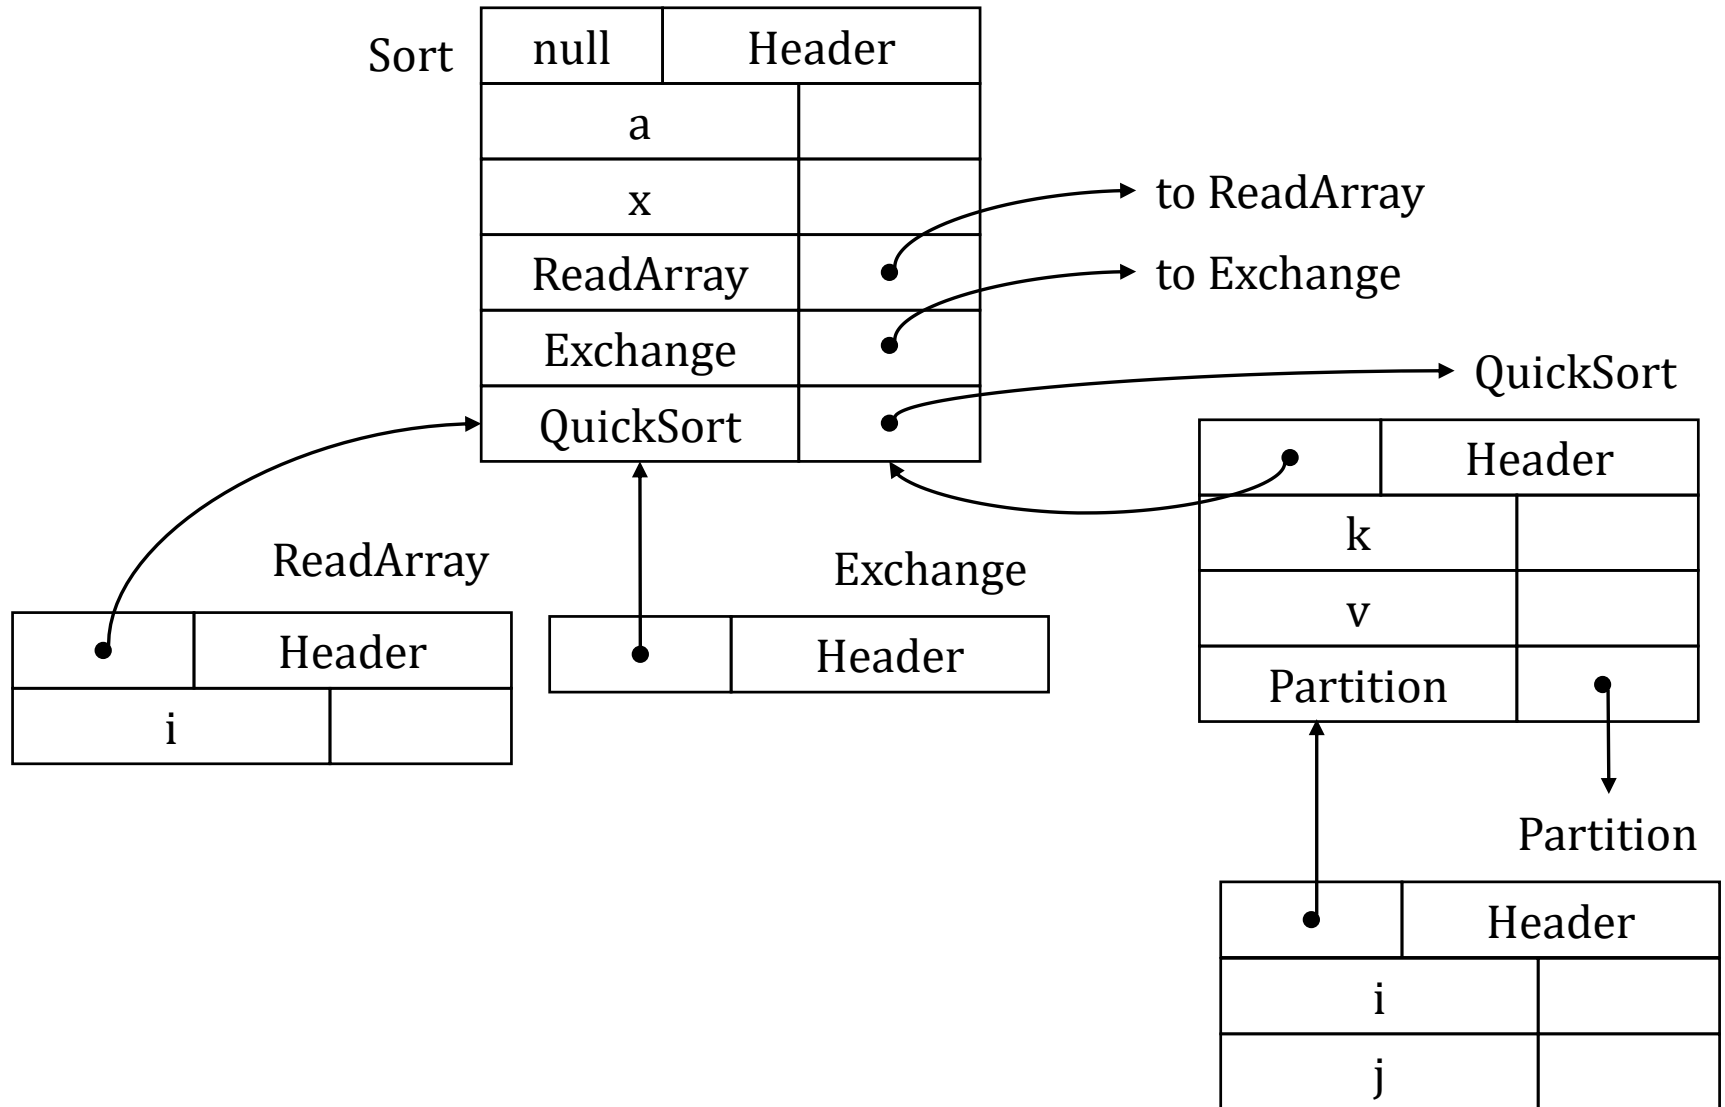 Sort
null Header
a
x
ReadArray
Exchange
QuickSort
to ReadArray
to Exchange
QuickSort
Header
k
v
Partition
ReadArray
Header
i
Exchange
Header
Partition
Header
i
j